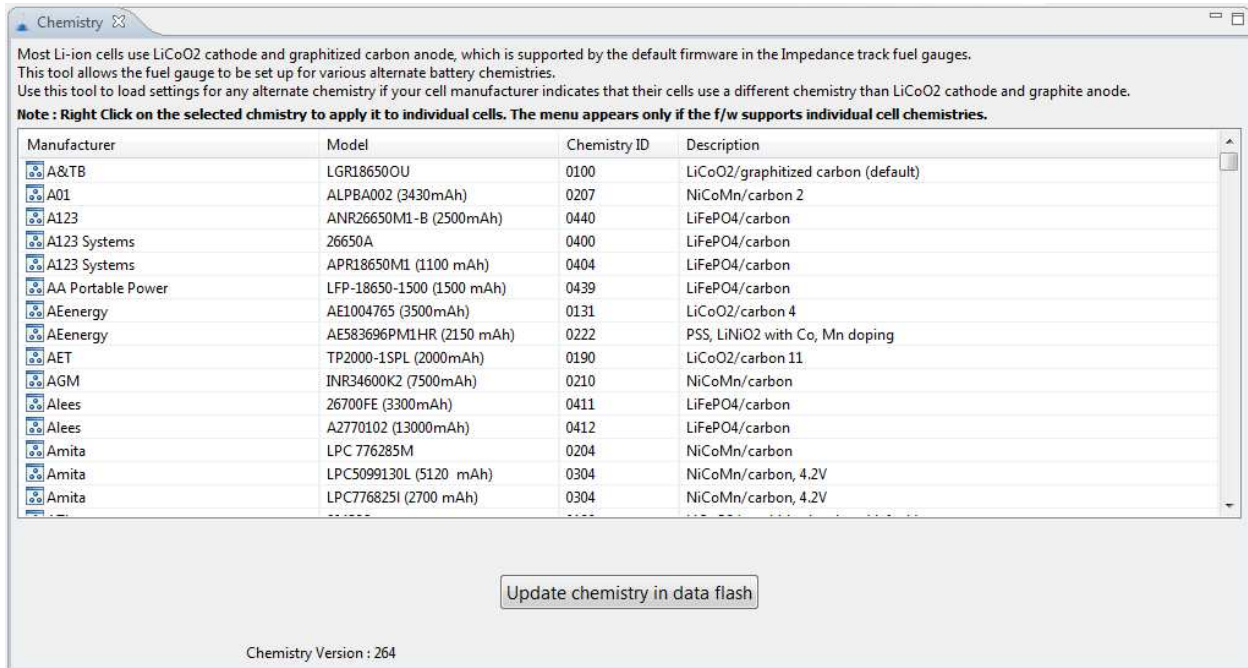 Chemistry
Most Li-ion cells use LiCoO2 cathode and graphitized carbon anode, which is supported by the default firmware in the Impedance track fuel gauges.
This tool allows the fuel gauge to be set up for various alternate battery chemistries.
Use this tool to load settings for any alternate chemistry if your cell manufacturer indicates that their cells use a different chemistry than LiCoO2 cathode and graphite anode.
Note : Right Click on the selected chmistry to apply it to individual cells. The menu appears only if the f/w supports individual cell chemistries.
Manufacturer Model Chemistry ID Description
A&TB LGR18650OU 0100 LiCoO2/graphitized carbon (default)
A01 ALPBA002 (3430mAh) 0207 NiCoMn/carbon 2
A123 ANR26650M1-B (2500mAh) 0440 LiFePO4/carbon
A123 Systems 26650A 0400 LiFePO4/carbon
A123 Systems APR18650M1 (1100 mAh) 0404 LiFePO4/carbon
AA Portable Power LFP-18650-1500 (1500 mAh) 0439 LiFePO4/carbon
AEenergy AE1004765 (3500mAh) 0131 LiCoO2/carbon 4
AEenergy AE583696PM1HR (2150 mAh) 0222 PSS, LiNiO2 with Co, Mn doping
AET TP2000-1SPL (2000mAh) 0190 LiCoO2/carbon 11
AGM INR34600K2 (7500mAh) 0210 NiCoMn/carbon
Alees 26700FE (3300mAh) 0411 LiFePO4/carbon
Alees A2770102 (13000mAh) 0412 LiFePO4/carbon
Amita LPC 776285M 0204 NiCoMn/carbon
Amita LPC5099130L (5120 mAh) 0304 NiCoMn/carbon, 4.2V
Amita LPC776825I (2700 mAh) 0304 NiCoMn/carbon, 4.2V
Update chemistry in data flash
Chemistry Version : 264